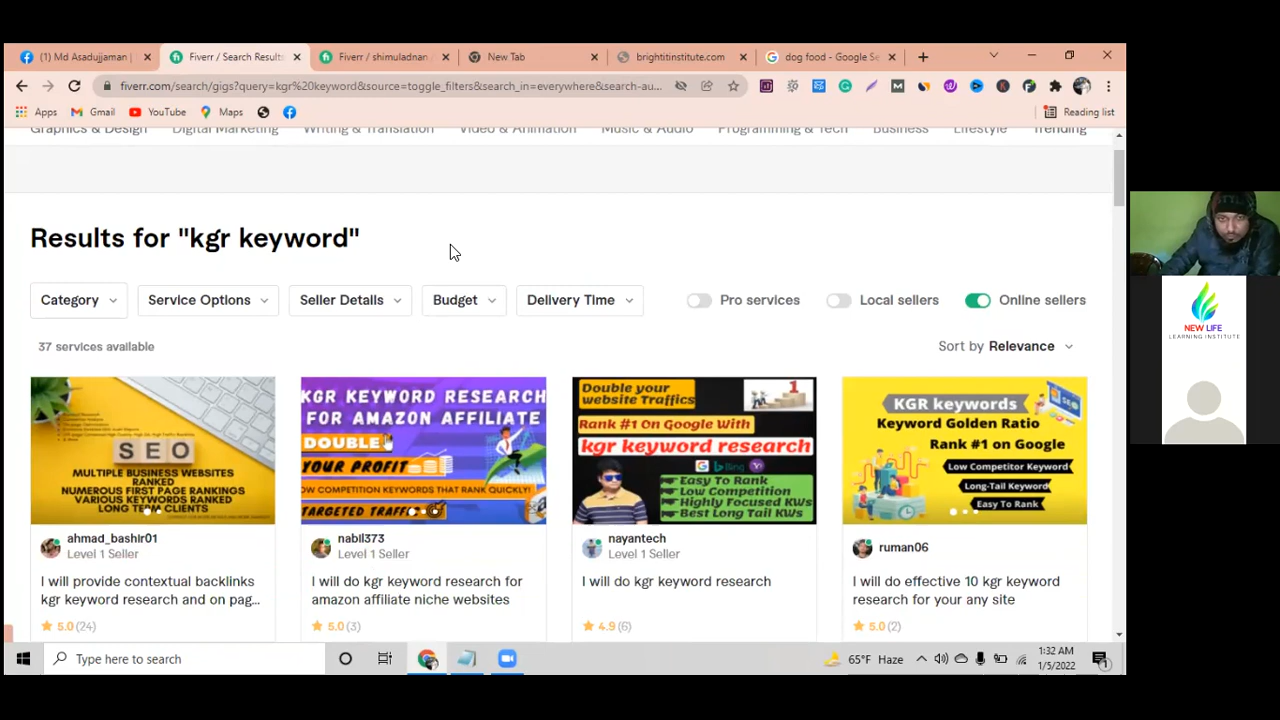 (1) Md Asadujjaman |
Fiverr / Search Results
Fiverr / shimuladnan
New Tab
brightitinstitute.com
dog food - Google Se
fiverr.com/search/gigs?query=kgr%20keyword&source=toggle_filters&search_in=everywhere&search-au...
Apps
Gmail
YouTube
Maps
Reading list
Graphics & Design
Digital Marketing
Writing & Translation
Video & Animation
Music & Audio
Programming & Tech
Business
Lifestyle
Trending
Results for "kgr keyword"
Category
Service Options
Seller Details
Budget
Delivery Time
Pro services
Local sellers
Online sellers
37 services available
Sort by Relevance
SEO
MULTIPLE BUSINESS WEBSITES
RANKED
NUMEROUS FIRST PAGE RANKINGS
VARIOUS KEYWORDS RANKED
LONG TERM CLIENTS
KGR KEYWORD RESEARCH
FOR AMAZON AFFILIATE
DOUBLE
YOUR PROFIT
OW COMPETITION KEYWORDS THAT RANK QUICKLY!
TARGETED TRAFFIC
Double your
website Traffics
1
Rank #1 On Google With
kgr keyword research
G bing Y
Easy To Rank
Low Competition
Highly Focused KWs
Best Long Tail KWs
KGR keywords
SEO
Keyword Golden Ratio
Rank #1 on Google
Low Competitor Keyword
Long-Tail Keyword
Easy To Rank
ahmad_bashir01
Level 1 Seller
I will provide contextual backlinks
kgr keyword research and on pag...
5.0 (24)
nabil373
Level 1 Seller
I will do kgr keyword research for
amazon affiliate niche websites
5.0 (3)
nayantech
Level 1 Seller
I will do kgr keyword research
4.9 (6)
ruman06
I will do effective 10 kgr keyword
research for your any site
5.0 (2)
NEW LIFE
LEARNING INSTITUTE
Type here to search
65°F Haze
1:32 AM
1/5/2022
1